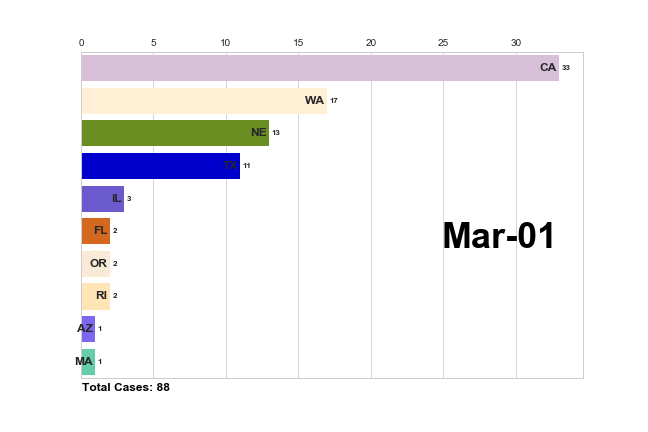 0 5 10 15 20 25 30
CA 33
WA 17
NE 13
TX 11
IL 3
FL 2
Mar-01
OR 2
RI 2
AZ 1
MA 1
Total Cases: 88